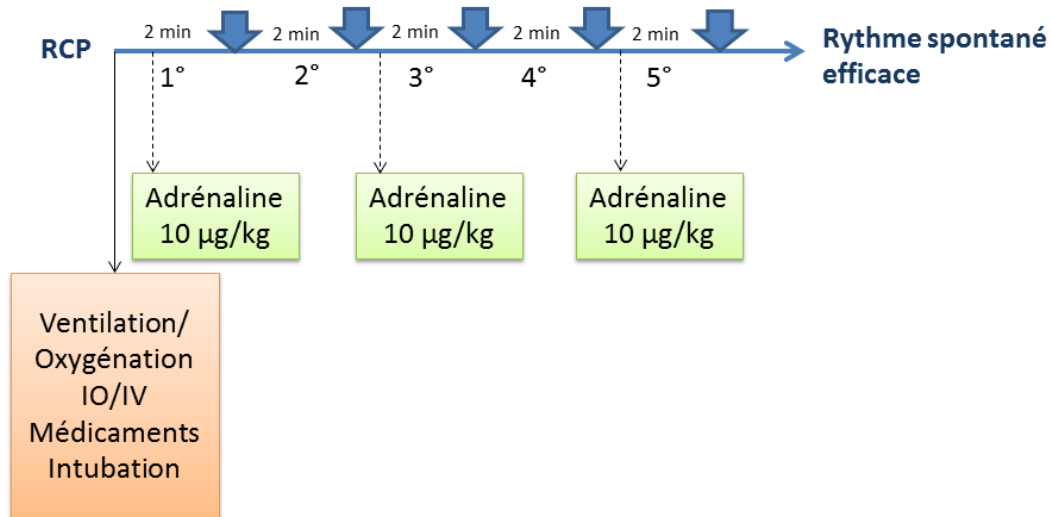 RCP
2 min
2 min
2 min
2 min
2 min
Rythme spontané
efficace
1°
2°
3°
4°
5°
Adrénaline
10 µg/kg
Adrénaline
10 µg/kg
Adrénaline
10 µg/kg
Ventilation/
Oxygénation
IO/IV
Médicaments
Intubation